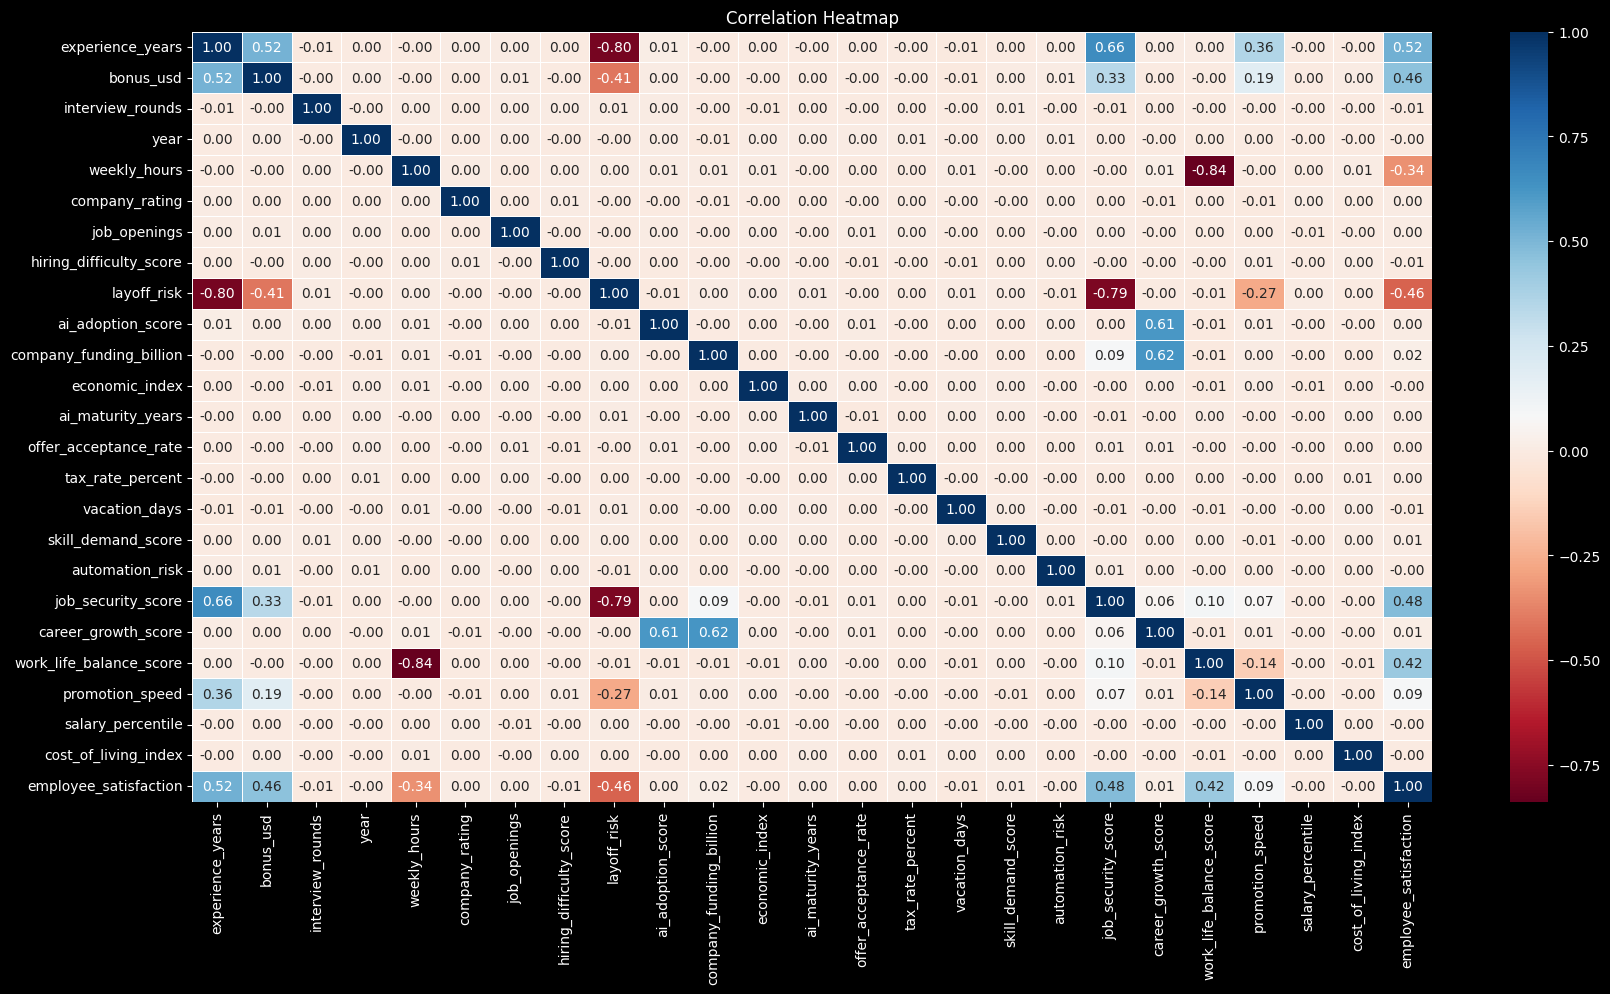 Correlation Heatmap
experience_years 1.00 0.52 -0.01 0.00 -0.00 0.00 0.00 0.00 -0.80 0.01 -0.00 0.00 -0.00 0.00 -0.00 -0.01 0.00 0.00 0.66 0.00 0.00 0.36 -0.00 -0.00 0.52
bonus_usd 0.52 1.00 -0.00 0.00 -0.00 0.00 0.01 -0.00 -0.41 0.00 -0.00 -0.00 0.00 -0.00 -0.00 -0.01 0.00 0.01 0.33 0.00 -0.00 0.19 0.00 0.00 0.46
interview_rounds -0.01 -0.00 1.00 -0.00 0.00 0.00 0.00 0.00 0.01 0.00 -0.00 -0.01 0.00 -0.00 0.00 -0.00 0.01 -0.00 -0.01 0.00 -0.00 -0.00 -0.00 -0.00 -0.01
year 0.00 0.00 -0.00 1.00 -0.00 0.00 0.00 -0.00 -0.00 0.00 -0.01 0.00 -0.00 0.00 0.01 -0.00 0.00 0.01 0.00 -0.00 0.00 0.00 0.00 -0.00 -0.00
weekly_hours -0.00 -0.00 0.00 -0.00 1.00 0.00 0.00 0.00 0.00 0.01 0.01 0.01 -0.00 0.00 0.00 0.01 -0.00 0.00 -0.00 0.01 -0.84 -0.00 0.00 0.01 -0.34
company_rating 0.00 0.00 0.00 0.00 0.00 1.00 0.00 0.01 -0.00 -0.00 -0.01 -0.00 0.00 -0.00 0.00 0.00 -0.00 0.00 0.00 -0.01 0.00 -0.01 0.00 0.00 0.00
job_openings 0.00 0.01 0.00 0.00 0.00 0.00 1.00 -0.00 -0.00 0.00 -0.00 0.00 -0.00 0.01 -0.00 0.00 0.00 0.00 0.00 -0.00 0.00 0.00 -0.01 -0.00 0.00
hiring_difficulty_score 0.00 -0.00 0.00 -0.00 0.00 0.01 -0.00 1.00 -0.00 0.00 -0.00 0.00 -0.00 -0.01 -0.00 -0.01 0.00 -0.00 -0.00 -0.00 0.00 0.01 0.00 0.00 -0.01
layoff_risk -0.80 -0.41 0.01 -0.00 0.00 -0.00 -0.00 -0.00 1.00 -0.01 0.00 0.00 0.01 -0.00 0.00 0.01 0.00 -0.01 -0.79 -0.00 -0.01 -0.27 0.00 0.00 -0.46
ai_adoption_score 0.01 0.00 0.00 0.00 0.01 -0.00 0.00 0.00 -0.01 1.00 -0.00 0.00 -0.00 0.01 -0.00 0.00 0.00 0.00 0.00 0.61 -0.01 0.01 0.00 -0.00 0.00
company_funding_billion -0.00 -0.00 -0.00 -0.01 0.01 -0.01 -0.00 -0.00 0.00 -0.00 1.00 0.00 -0.00 -0.00 -0.00 0.00 -0.00 0.00 0.09 0.62 -0.01 0.00 -0.00 0.00 0.02
economic_index 0.00 -0.00 -0.01 0.00 0.01 -0.00 0.00 0.00 0.00 0.00 0.00 1.00 0.00 0.00 -0.00 0.00 0.00 -0.00 -0.00 0.00 -0.01 0.00 -0.01 0.00 -0.00
ai_maturity_years -0.00 0.00 0.00 -0.00 -0.00 0.00 -0.00 -0.00 0.01 -0.00 -0.00 0.00 1.00 -0.01 0.00 0.00 -0.00 -0.00 -0.01 0.00 0.00 -0.00 -0.00 0.00 0.00
offer_acceptance_rate 0.00 -0.00 -0.00 0.00 0.00 -0.00 0.01 -0.01 -0.00 0.01 -0.00 0.00 -0.01 1.00 0.00 0.00 0.00 -0.00 0.01 0.01 -0.00 0.00 -0.00 0.00 0.00
tax_rate_percent -0.00 -0.00 0.00 0.01 0.00 0.00 -0.00 -0.00 0.00 -0.00 -0.00 -0.00 0.00 0.00 1.00 -0.00 -0.00 0.00 0.00 0.00 0.00 -0.00 0.00 0.01 0.00
vacation_days -0.01 -0.01 -0.00 -0.00 0.01 0.00 0.00 -0.01 0.01 0.00 0.00 0.00 0.00 0.00 -0.00 1.00 0.00 -0.00 -0.01 -0.00 -0.01 -0.00 0.00 0.00 -0.01
skill_demand_score 0.00 0.00 0.01 0.00 -0.00 -0.00 0.00 0.00 0.00 0.00 -0.00 0.00 -0.00 0.00 -0.00 0.00 1.00 0.00 -0.00 0.00 0.00 -0.01 -0.00 0.00 0.01
automation_risk 0.00 0.01 -0.00 0.01 0.00 0.00 0.00 -0.00 -0.01 0.00 0.00 -0.00 -0.00 -0.00 0.00 -0.00 0.00 1.00 0.01 0.00 -0.00 0.00 -0.00 0.00 -0.00
job_security_score 0.66 0.33 -0.01 0.00 -0.00 0.00 0.00 -0.00 -0.79 0.00 0.09 -0.00 -0.01 0.01 0.00 -0.01 -0.00 0.01 1.00 0.06 0.10 0.07 -0.00 -0.00 0.48
career_growth_score 0.00 0.00 0.00 -0.00 0.01 -0.01 -0.00 -0.00 -0.00 0.61 0.62 0.00 -0.00 0.01 0.00 -0.00 0.00 0.00 0.06 1.00 -0.01 0.01 -0.00 -0.00 0.01
work_life_balance_score 0.00 -0.00 -0.00 0.00 -0.84 0.00 0.00 0.00 -0.01 -0.01 -0.01 -0.01 0.00 -0.00 0.00 -0.01 0.00 -0.00 0.10 -0.01 1.00 -0.14 -0.00 -0.01 0.42
promotion_speed 0.36 0.19 -0.00 0.00 -0.00 -0.01 0.00 0.01 -0.27 0.01 0.00 0.00 -0.00 0.00 -0.00 -0.00 -0.01 0.00 0.07 0.01 -0.14 1.00 -0.00 -0.00 0.09
salary_percentile -0.00 0.00 -0.00 -0.00 0.00 0.00 -0.01 0.00 0.00 0.00 -0.00 -0.01 -0.00 -0.00 0.00 0.00 -0.00 -0.00 -0.00 -0.00 -0.00 -0.00 1.00 0.00 -0.00
cost_of_living_index -0.00 0.00 -0.00 -0.00 0.01 0.00 -0.00 0.00 0.00 -0.00 0.00 0.00 0.00 0.00 0.01 0.00 0.00 0.00 -0.00 -0.00 -0.01 -0.00 0.00 1.00 -0.00
employee_satisfaction 0.52 0.46 -0.01 -0.00 -0.34 0.00 0.00 -0.01 -0.46 0.00 0.02 -0.00 0.00 0.00 0.00 -0.01 0.01 -0.00 0.48 0.01 0.42 0.09 -0.00 -0.00 1.00
experience_years
bonus_usd
interview_rounds
year
weekly_hours
company_rating
job_openings
hiring_difficulty_score
layoff_risk
ai_adoption_score
company_funding_billion
economic_index
ai_maturity_years
offer_acceptance_rate
tax_rate_percent
vacation_days
skill_demand_score
automation_risk
job_security_score
career_growth_score
work_life_balance_score
promotion_speed
salary_percentile
cost_of_living_index
employee_satisfaction
1.00
0.75
0.50
0.25
0.00
−0.25
−0.50
−0.75